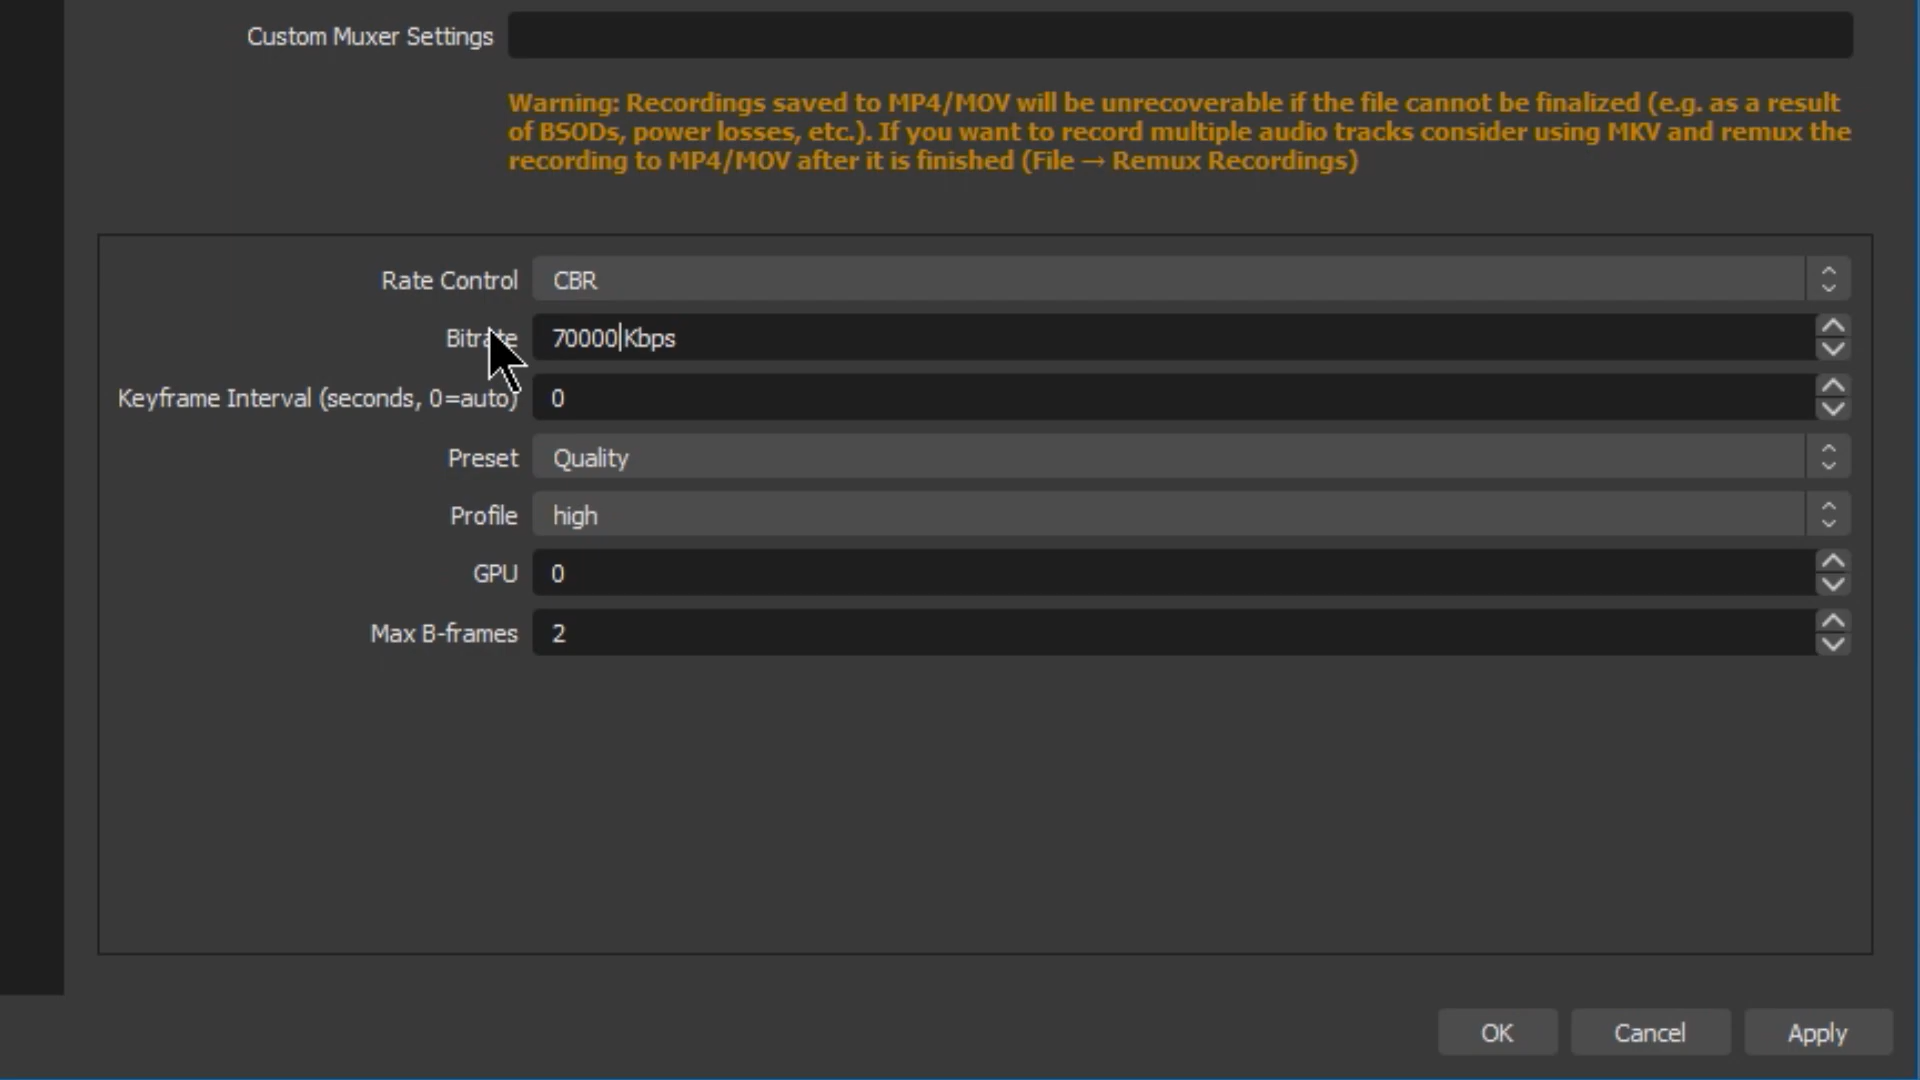 Custom Muxer Settings
Warning: Recordings saved to MP4/MOV will be unrecoverable if the file cannot be finalized (e.g. as a result
of BSODs, power losses, etc.). If you want to record multiple audio tracks consider using MKV and remux the
recording to MP4/MOV after it is finished (File → Remux Recordings)
Rate Control CBR
Bitrate 70000 Kbps
Keyframe Interval (seconds, 0=auto) 0
Preset Quality
Profile high
GPU 0
Max B-frames 2
OK Cancel Apply